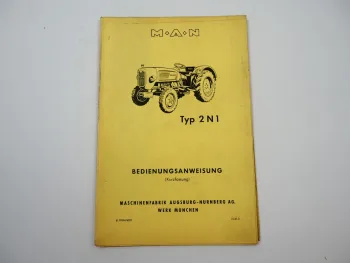 M·A·N
Typ 2 N 1
BEDIENUNGSANWEISUNG
MASCHINENFABRIK AUGSBURG-NÜRNBERG AG.
WERK MÜNCHEN